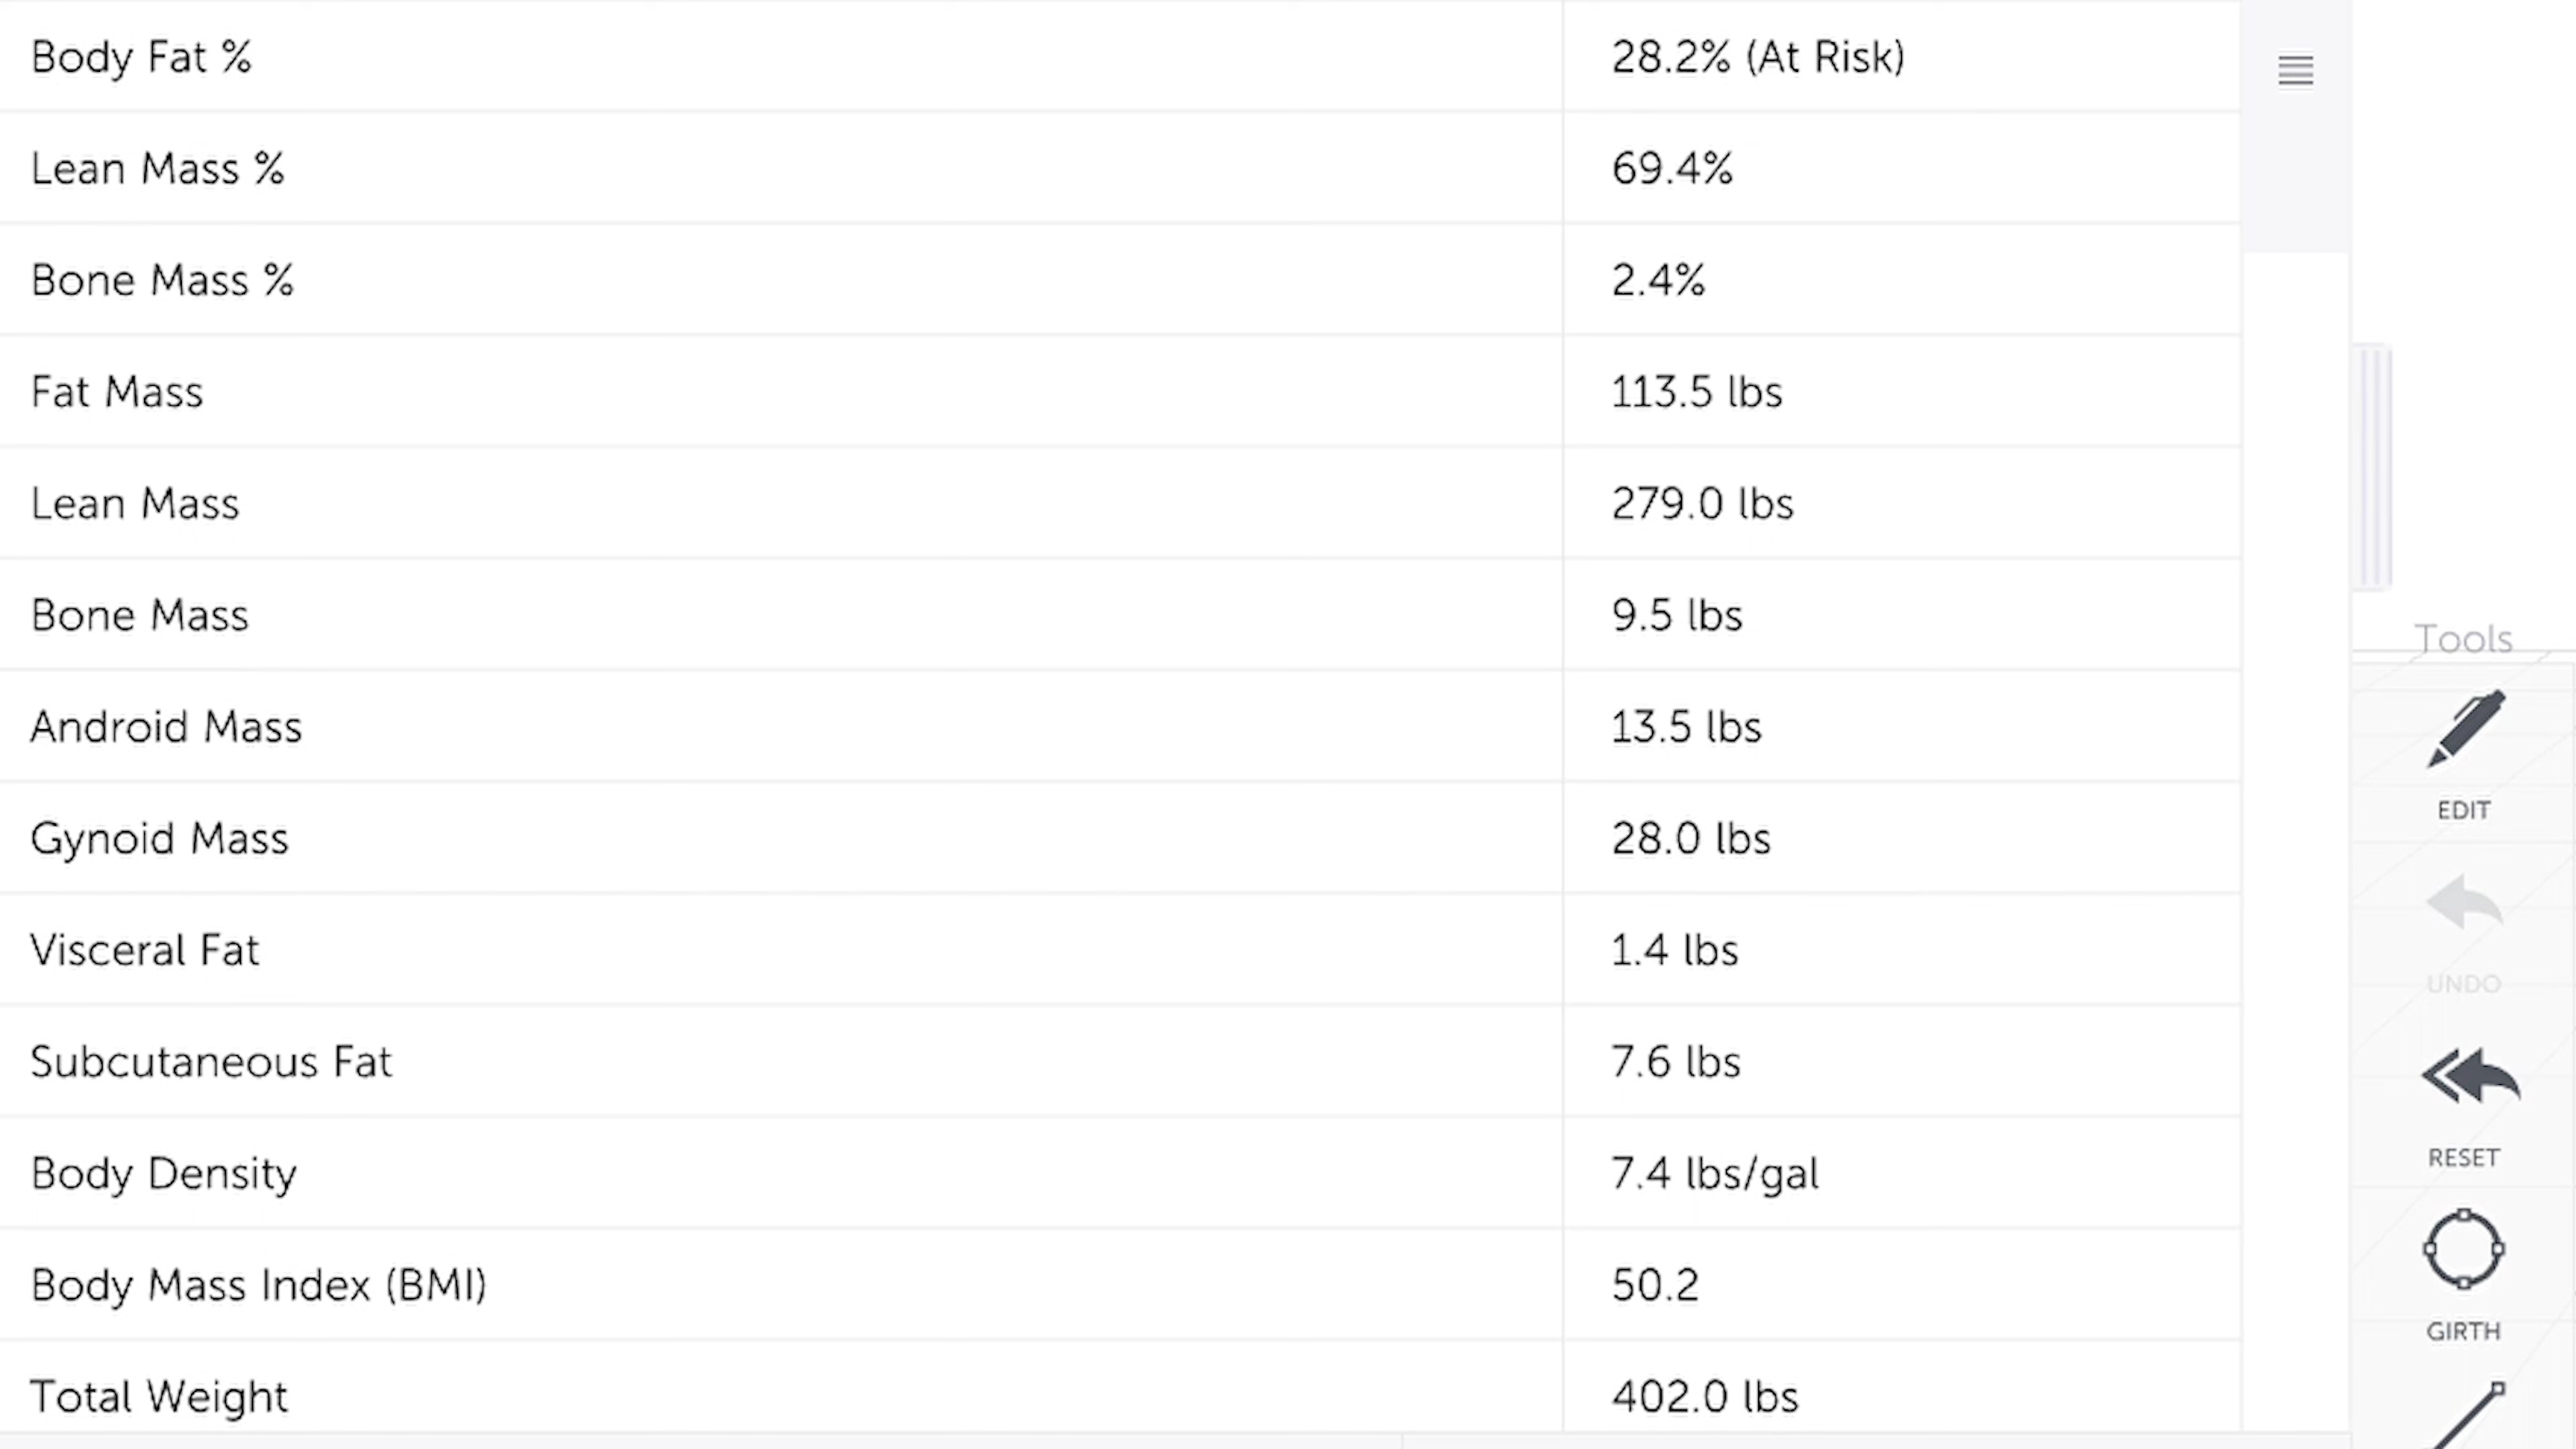 Body Fat % 28.2% (At Risk)
Lean Mass % 69.4%
Bone Mass % 2.4%
Fat Mass 113.5 lbs
Lean Mass 279.0 lbs
Bone Mass 9.5 lbs
Android Mass 13.5 lbs
Gynoid Mass 28.0 lbs
Visceral Fat 1.4 lbs
Subcutaneous Fat 7.6 lbs
Body Density 7.4 lbs/gal
Body Mass Index (BMI) 50.2
Total Weight 402.0 lbs
Tools
EDIT
UNDO
RESET
GIRTH